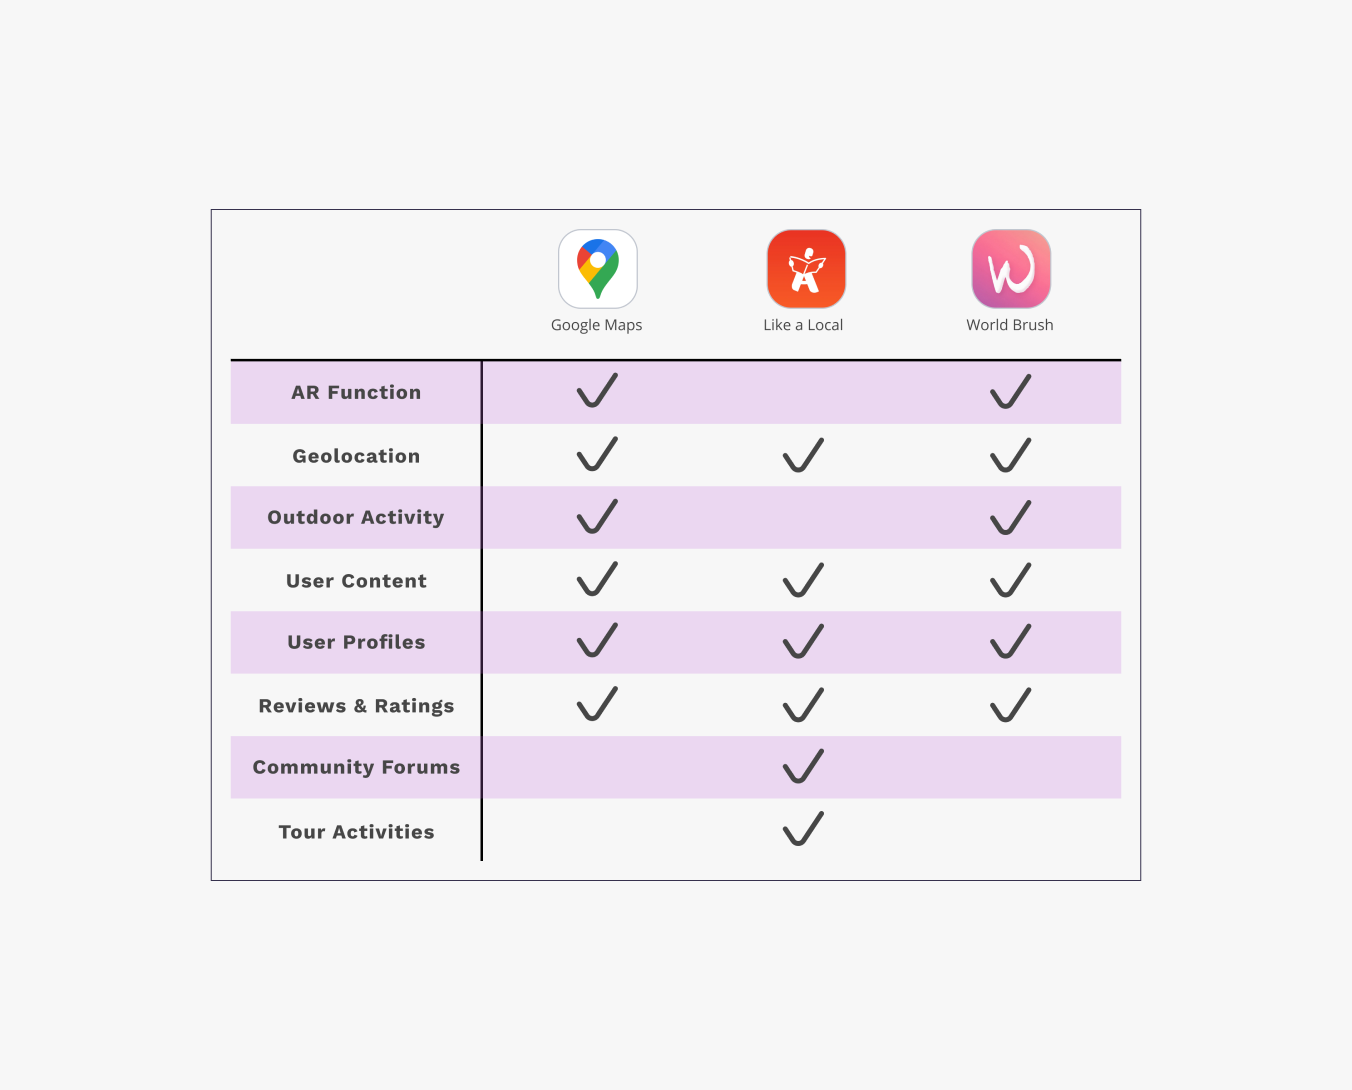 Google Maps
Like a Local
World Brush
AR Function
Geolocation
Outdoor Activity
User Content
User Profiles
Reviews & Ratings
Community Forums
Tour Activities